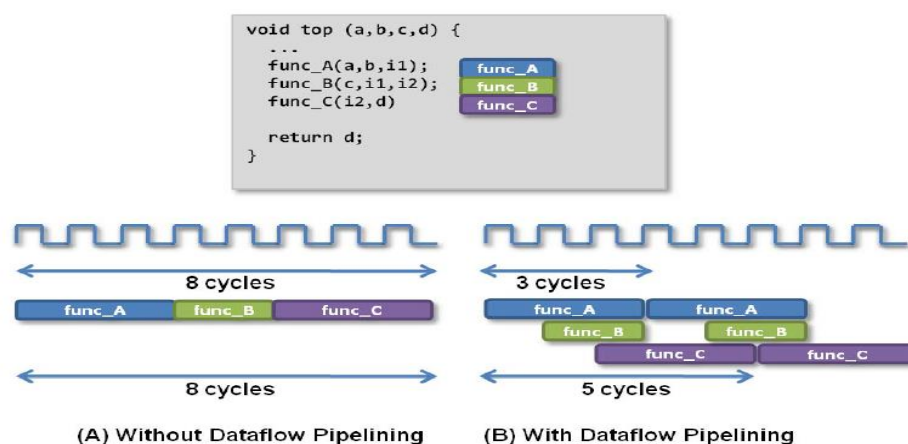 void top (a,b,c,d) {
...
func_A(a,b,i1);
func_B(c,i1,i2);
func_C(i2,d)
return d;
}
func_A
func_B
func_C
8 cycles
func_A func_B func_C
8 cycles
(A) Without Dataflow Pipelining
3 cycles
func_A func_A
func_B func_B
func_C func_C
5 cycles
(B) With Dataflow Pipelining